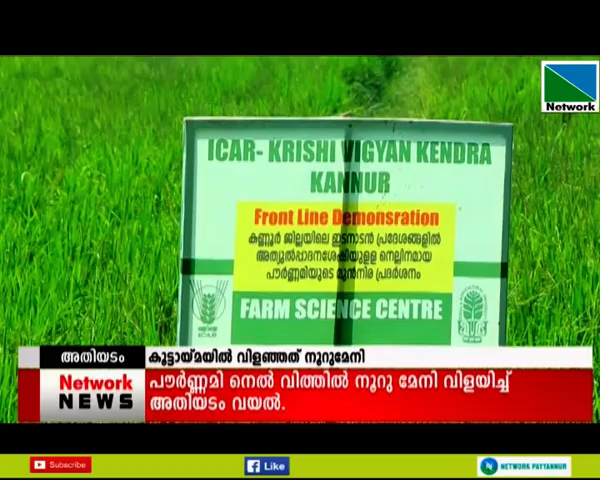 Network
ICAR- KRISHI VIGYAN KENDRA
KANNUR
Front Line Demonsration
കണ്ണൂർ ജില്ലയിലെ ഇടനാടൻ പ്രദേശങ്ങളിൽ
അത്യുൽപ്പാദനശേഷിയുള്ള നെല്ലിനമായ
പൗർണ്ണമിയുടെ മുൻനിര പ്രദർശനം
FARM SCIENCE CENTRE
ICAR
അതിയടം
കൂട്ടായ്മയിൽ വിളഞ്ഞത് നൂറുമേനി
Network
NEWS
പൗർണ്ണമി നെൽ വിത്തിൽ നൂറു മേനി വിളയിച്ച്
അതിയടം വയൽ.
Subscribe
Like
NETWORK PAYYANNUR